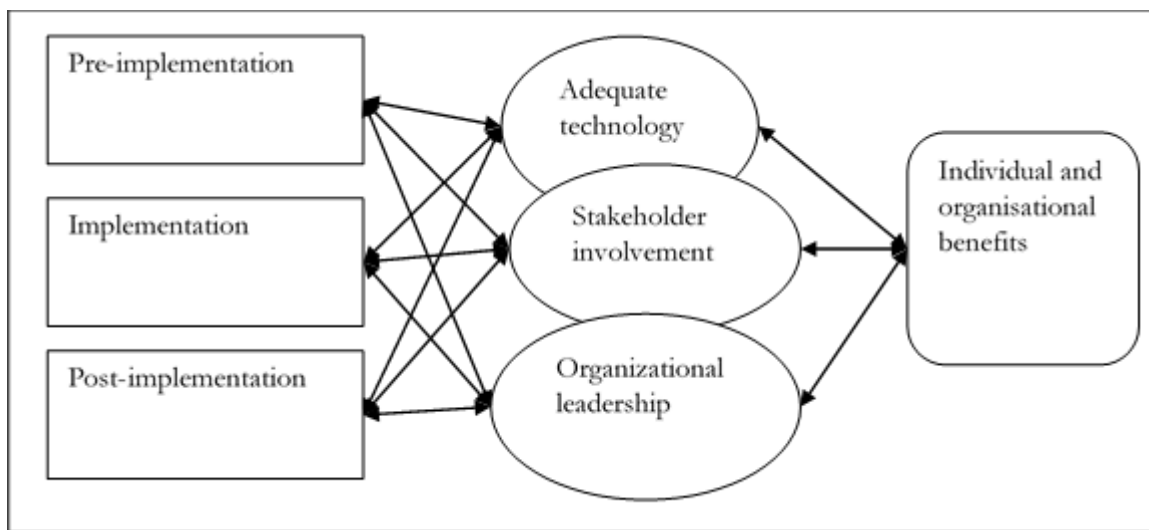 Pre-implementation
Implementation
Post-implementation
Adequate
technology
Stakeholder
involvement
Organizational
leadership
Individual and
organisational
benefits